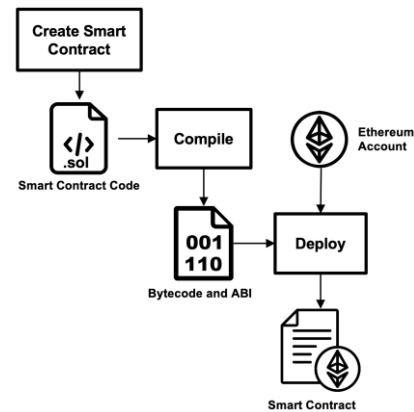 Create Smart
Contract
</>
.sol
Smart Contract Code
Compile
Ethereum
Account
001
110
Bytecode and ABI
Deploy
Smart Contract